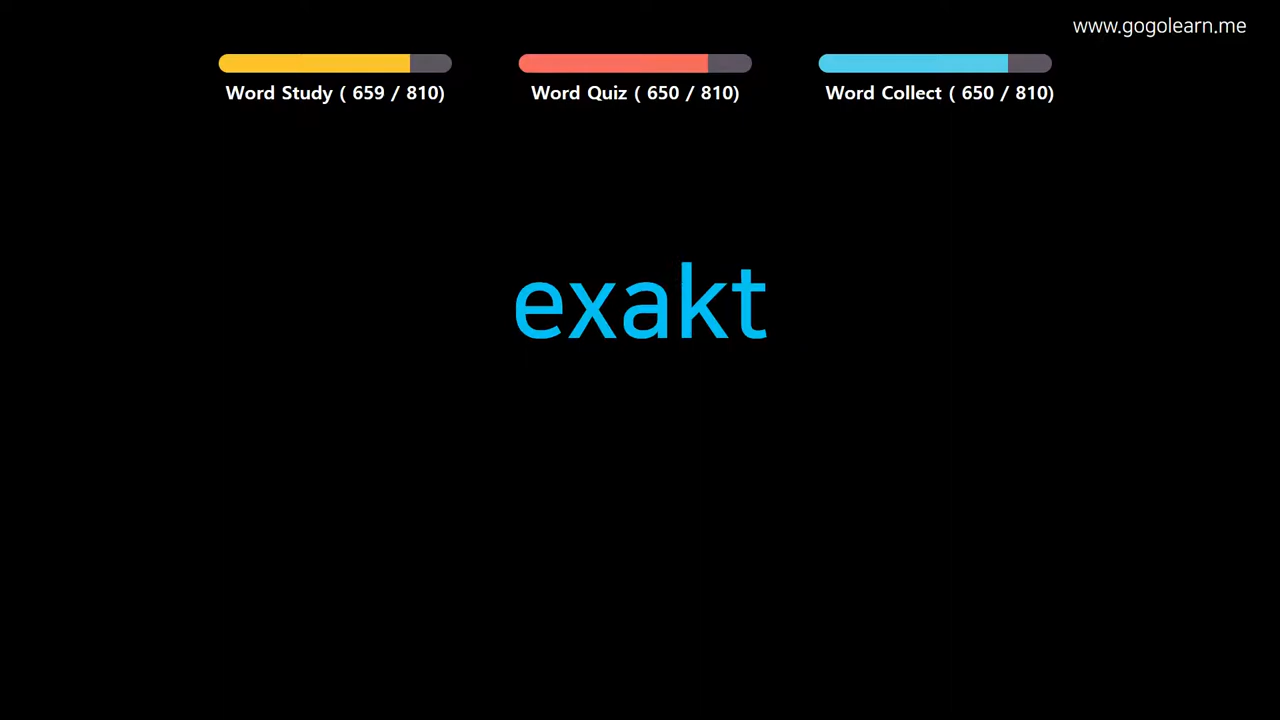 www.gogolearn.me
Word Study ( 659 / 810)
Word Quiz ( 650 / 810)
Word Collect ( 650 / 810)
exakt